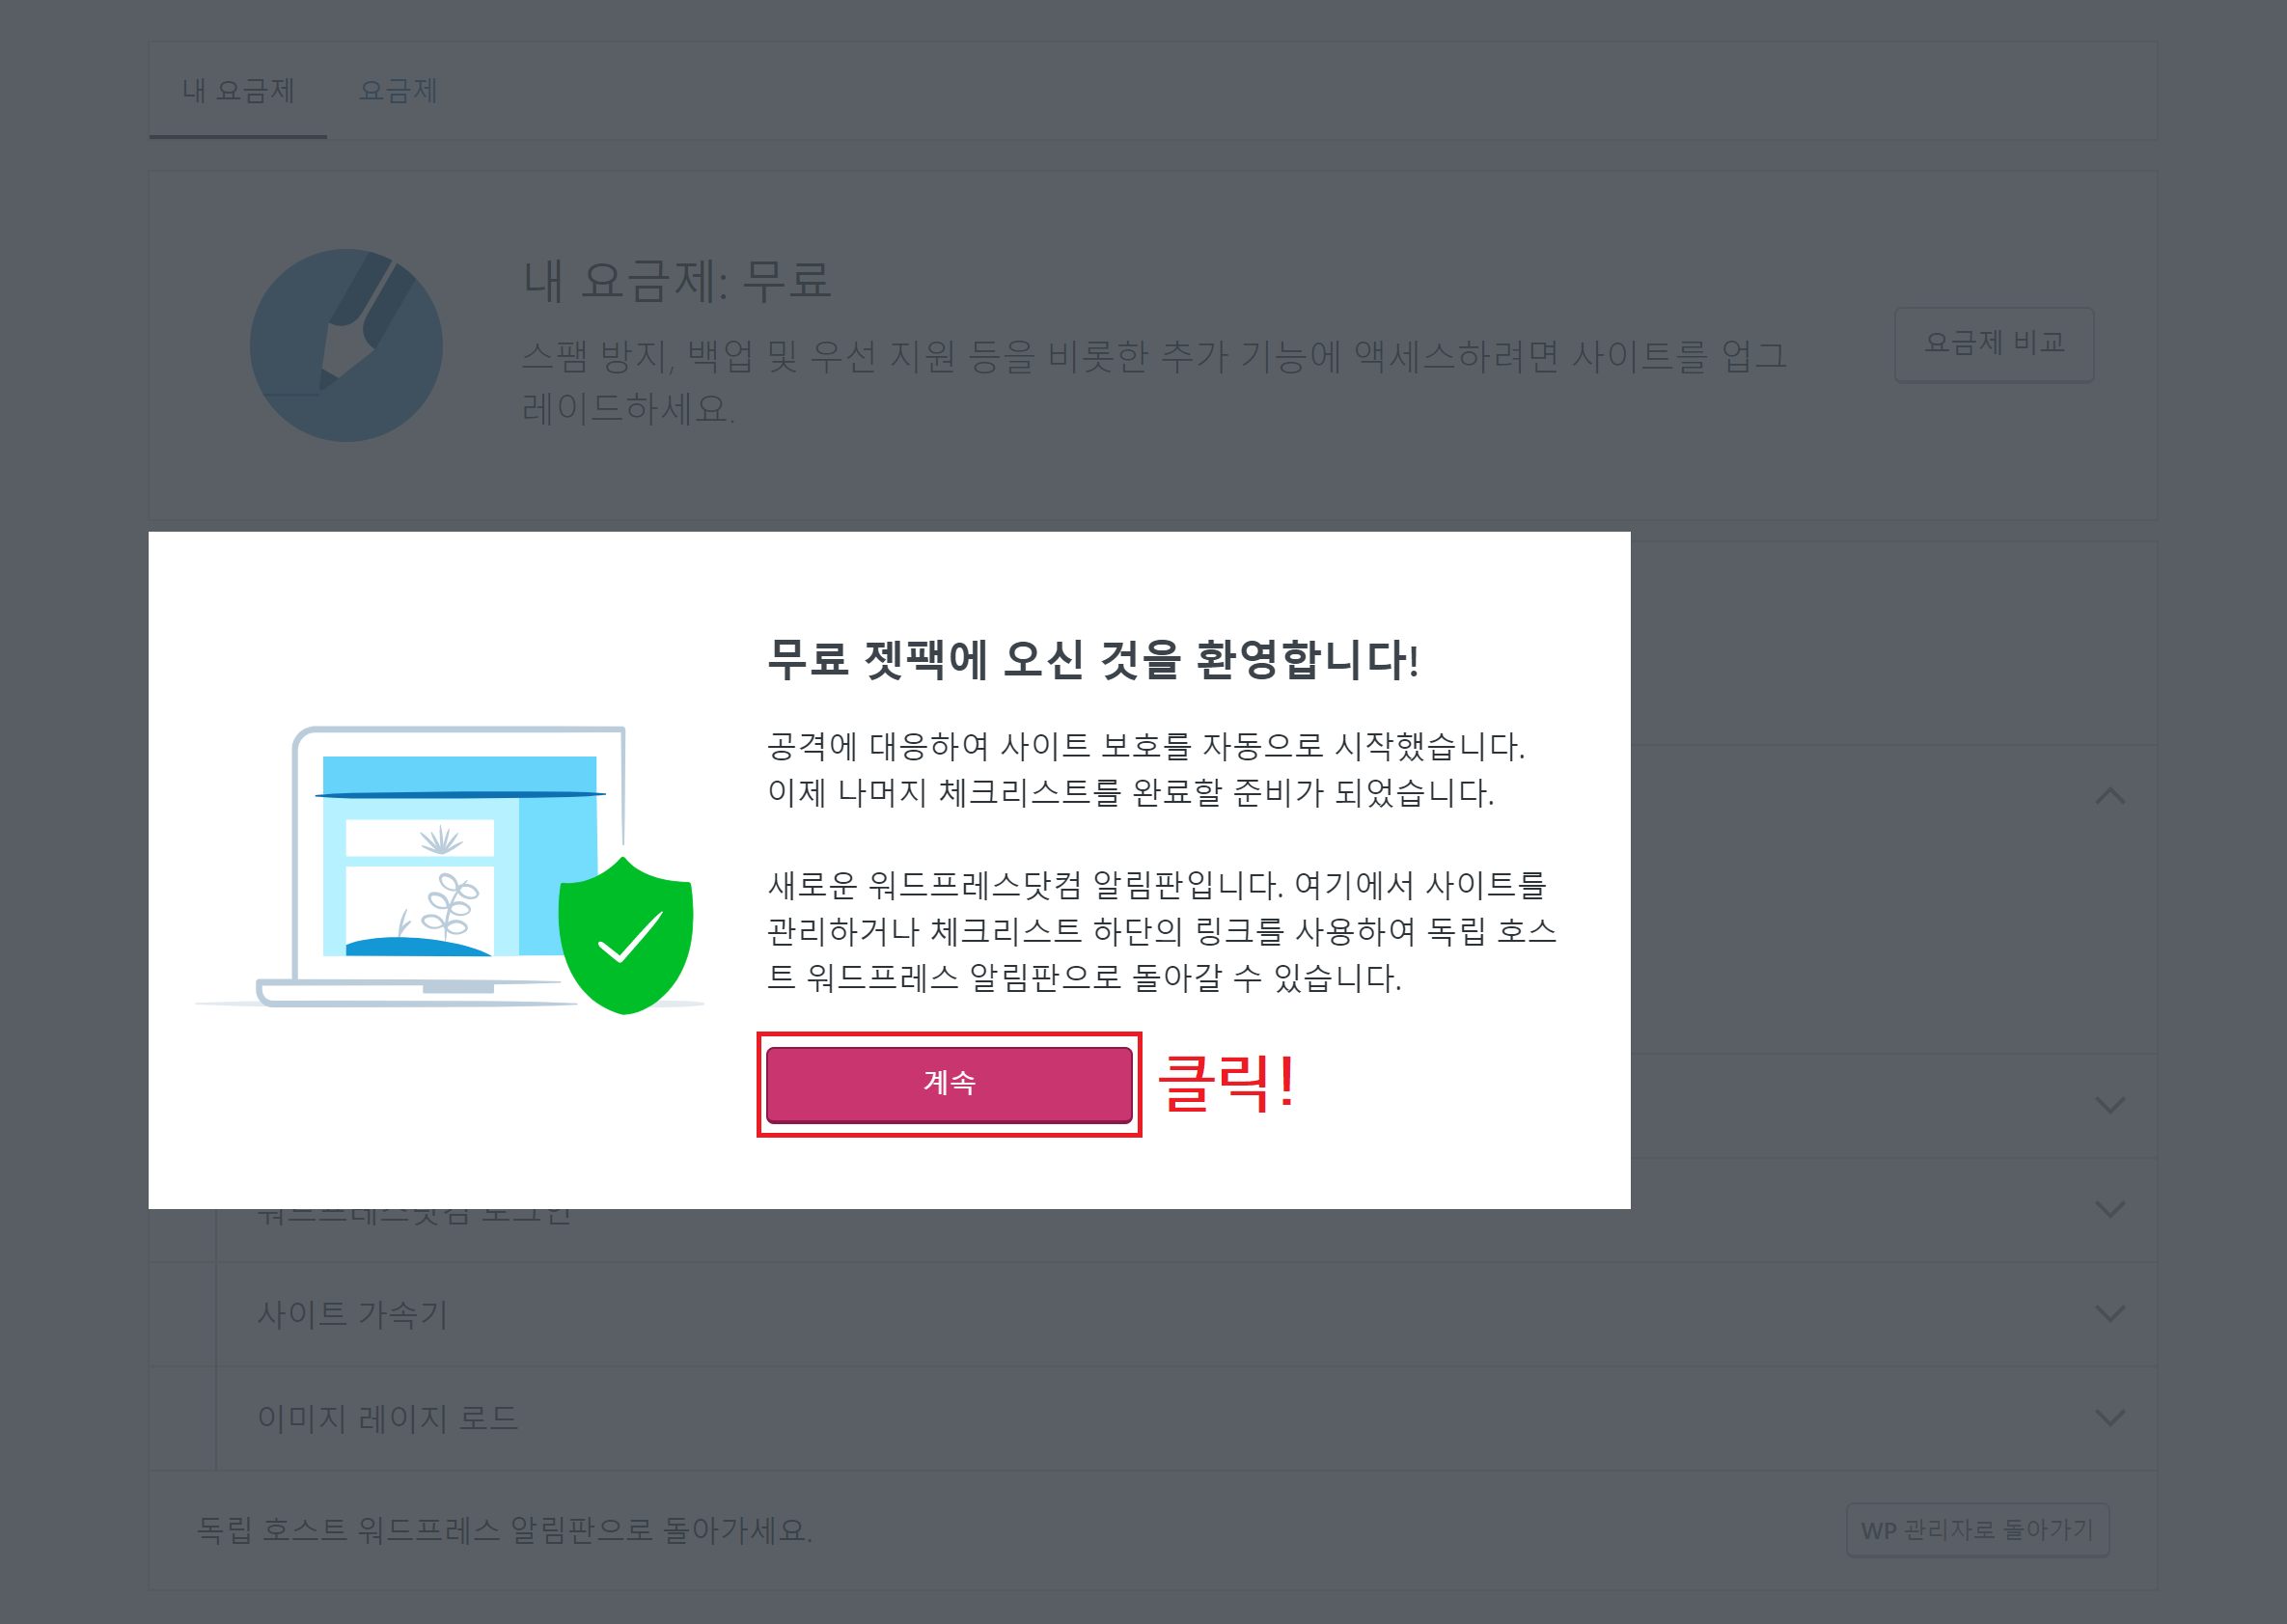 내 요금제 요금제
내 요금제: 무료
스팸 방지, 백업 및 우선 지원 등을 비롯한 추가 기능에 액세스하려면 사이트를 업그
레이드하세요.
요금제 비교
무료 젯팩에 오신 것을 환영합니다!
공격에 대응하여 사이트 보호를 자동으로 시작했습니다.
이제 나머지 체크리스트를 완료할 준비가 되었습니다.
새로운 워드프레스닷컴 알림판입니다. 여기에서 사이트를
관리하거나 체크리스트 하단의 링크를 사용하여 독립 호스
트 워드프레스 알림판으로 돌아갈 수 있습니다.
계속 클릭!
워드프레스닷컴 로그인
사이트 가속기
이미지 레이지 로드
독립 호스트 워드프레스 알림판으로 돌아가세요.
WP 관리자로 돌아가기